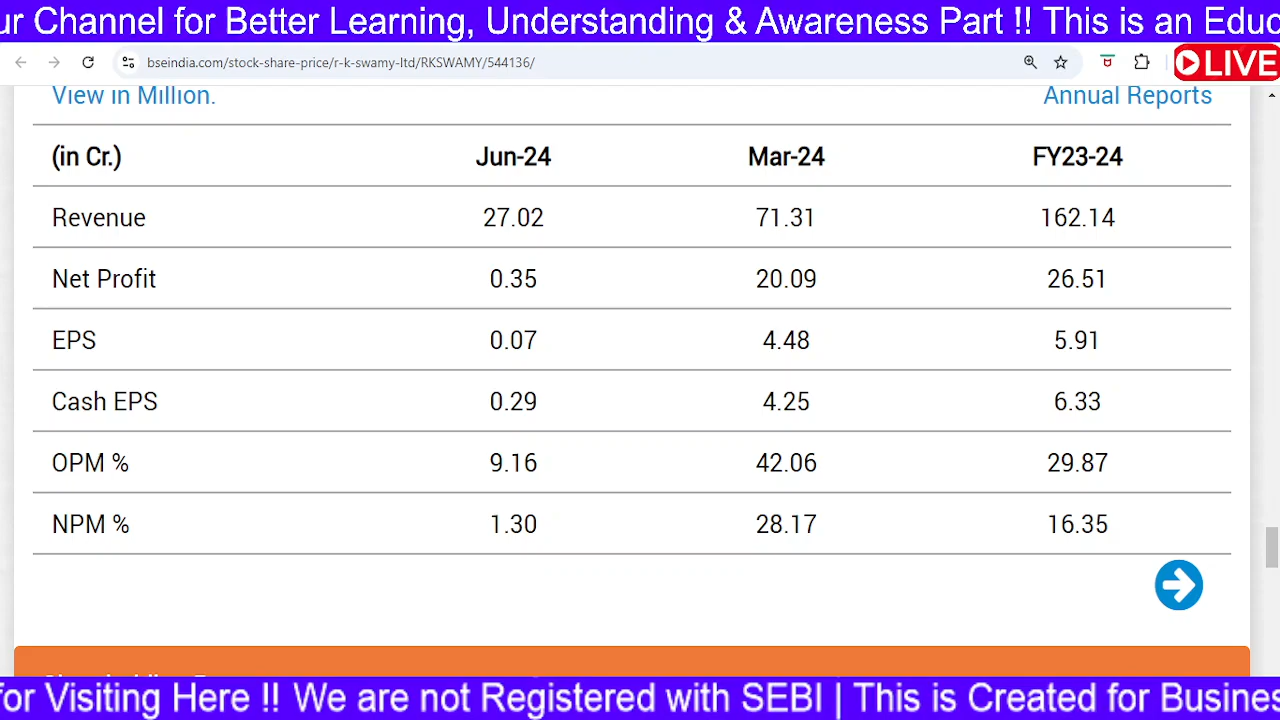 ur Channel for Better Learning, Understanding & Awareness Part !! This is an Educ
bseindia.com/stock-share-price/r-k-swamy-ltd/RKSWAMY/544136/
LIVE
View in Million. Annual Reports
(in Cr.) Jun-24 Mar-24 FY23-24
Revenue 27.02 71.31 162.14
Net Profit 0.35 20.09 26.51
EPS 0.07 4.48 5.91
Cash EPS 0.29 4.25 6.33
OPM % 9.16 42.06 29.87
NPM % 1.30 28.17 16.35
for Visiting Here !! We are not Registered with SEBI | This is Created for Busines